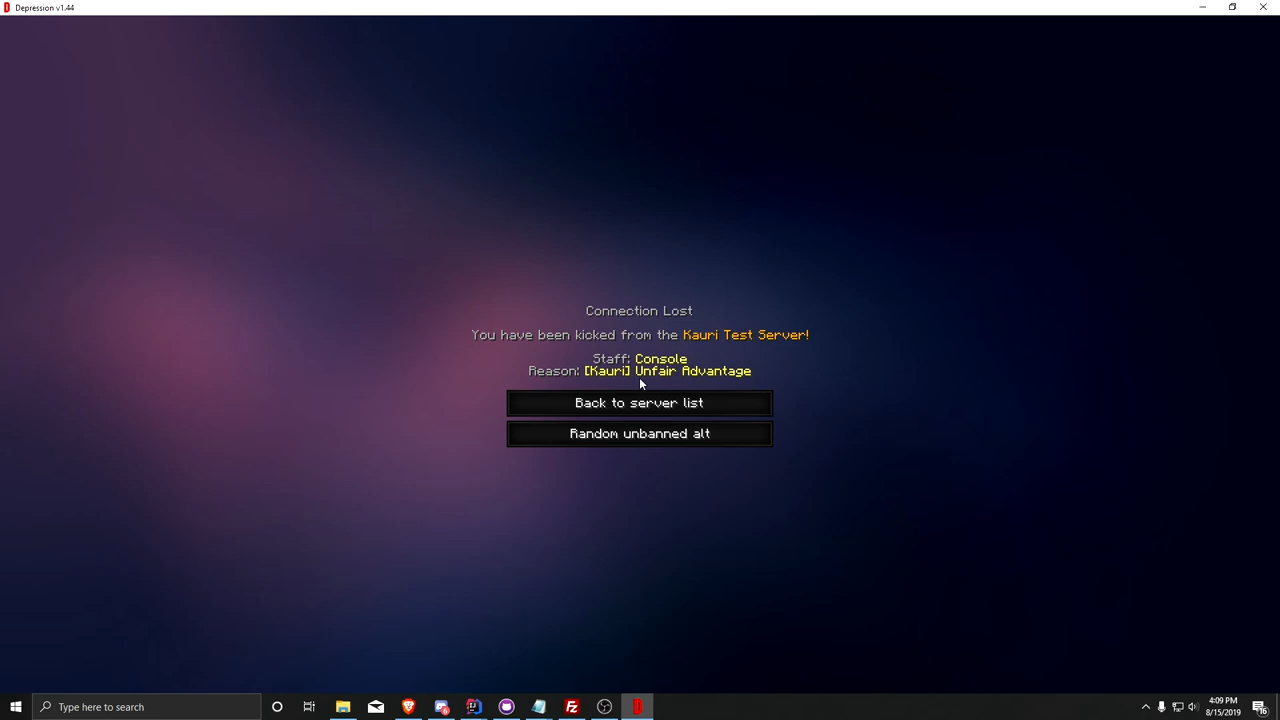 Depression v1.44
Connection Lost
You have been kicked from the Kauri Test Server!
Staff: Console
Reason: [Kauri] Unfair Advantage
Back to server list
Random unbanned alt
Type here to search
4:09 PM
8/15/2019